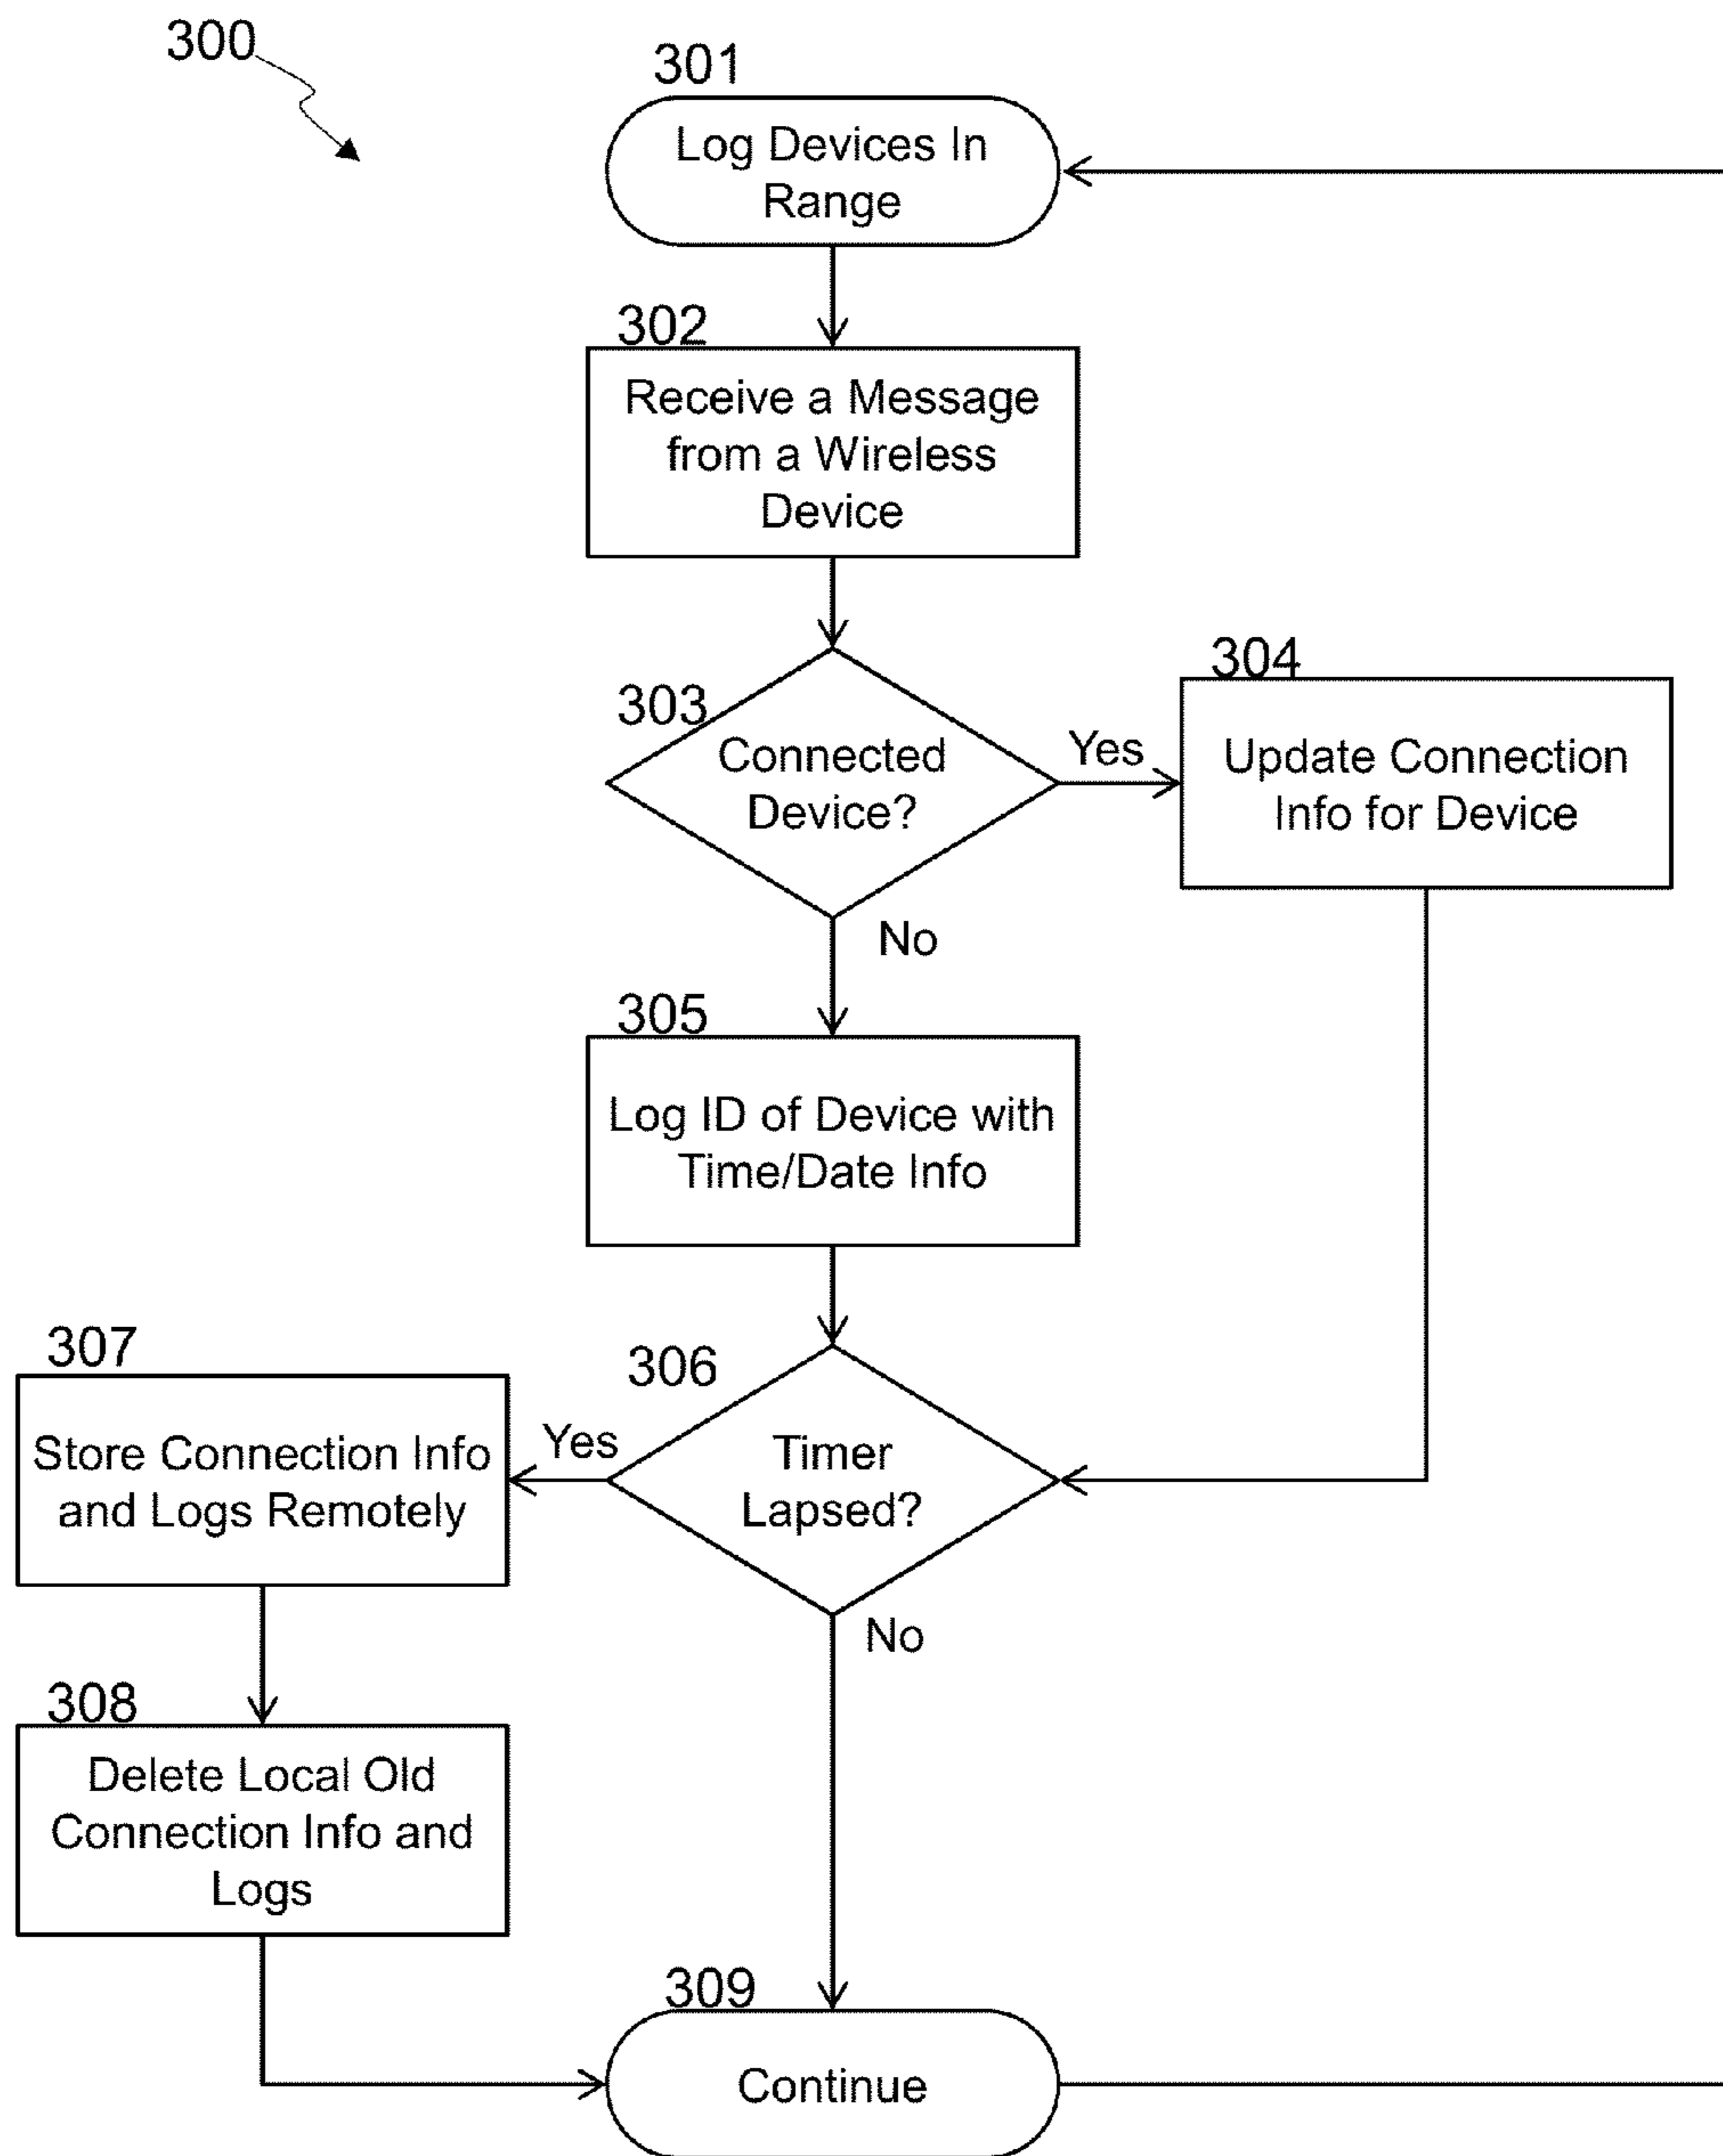 300
301
Log Devices In
Range
302
Receive a Message
from a Wireless
Device
303
Connected
Device?
Yes
304
Update Connection
Info for Device
No
305
Log ID of Device with
Time/Date Info
306
Timer
Lapsed?
Yes
307
Store Connection Info
and Logs Remotely
No
308
Delete Local Old
Connection Info and
Logs
309
Continue